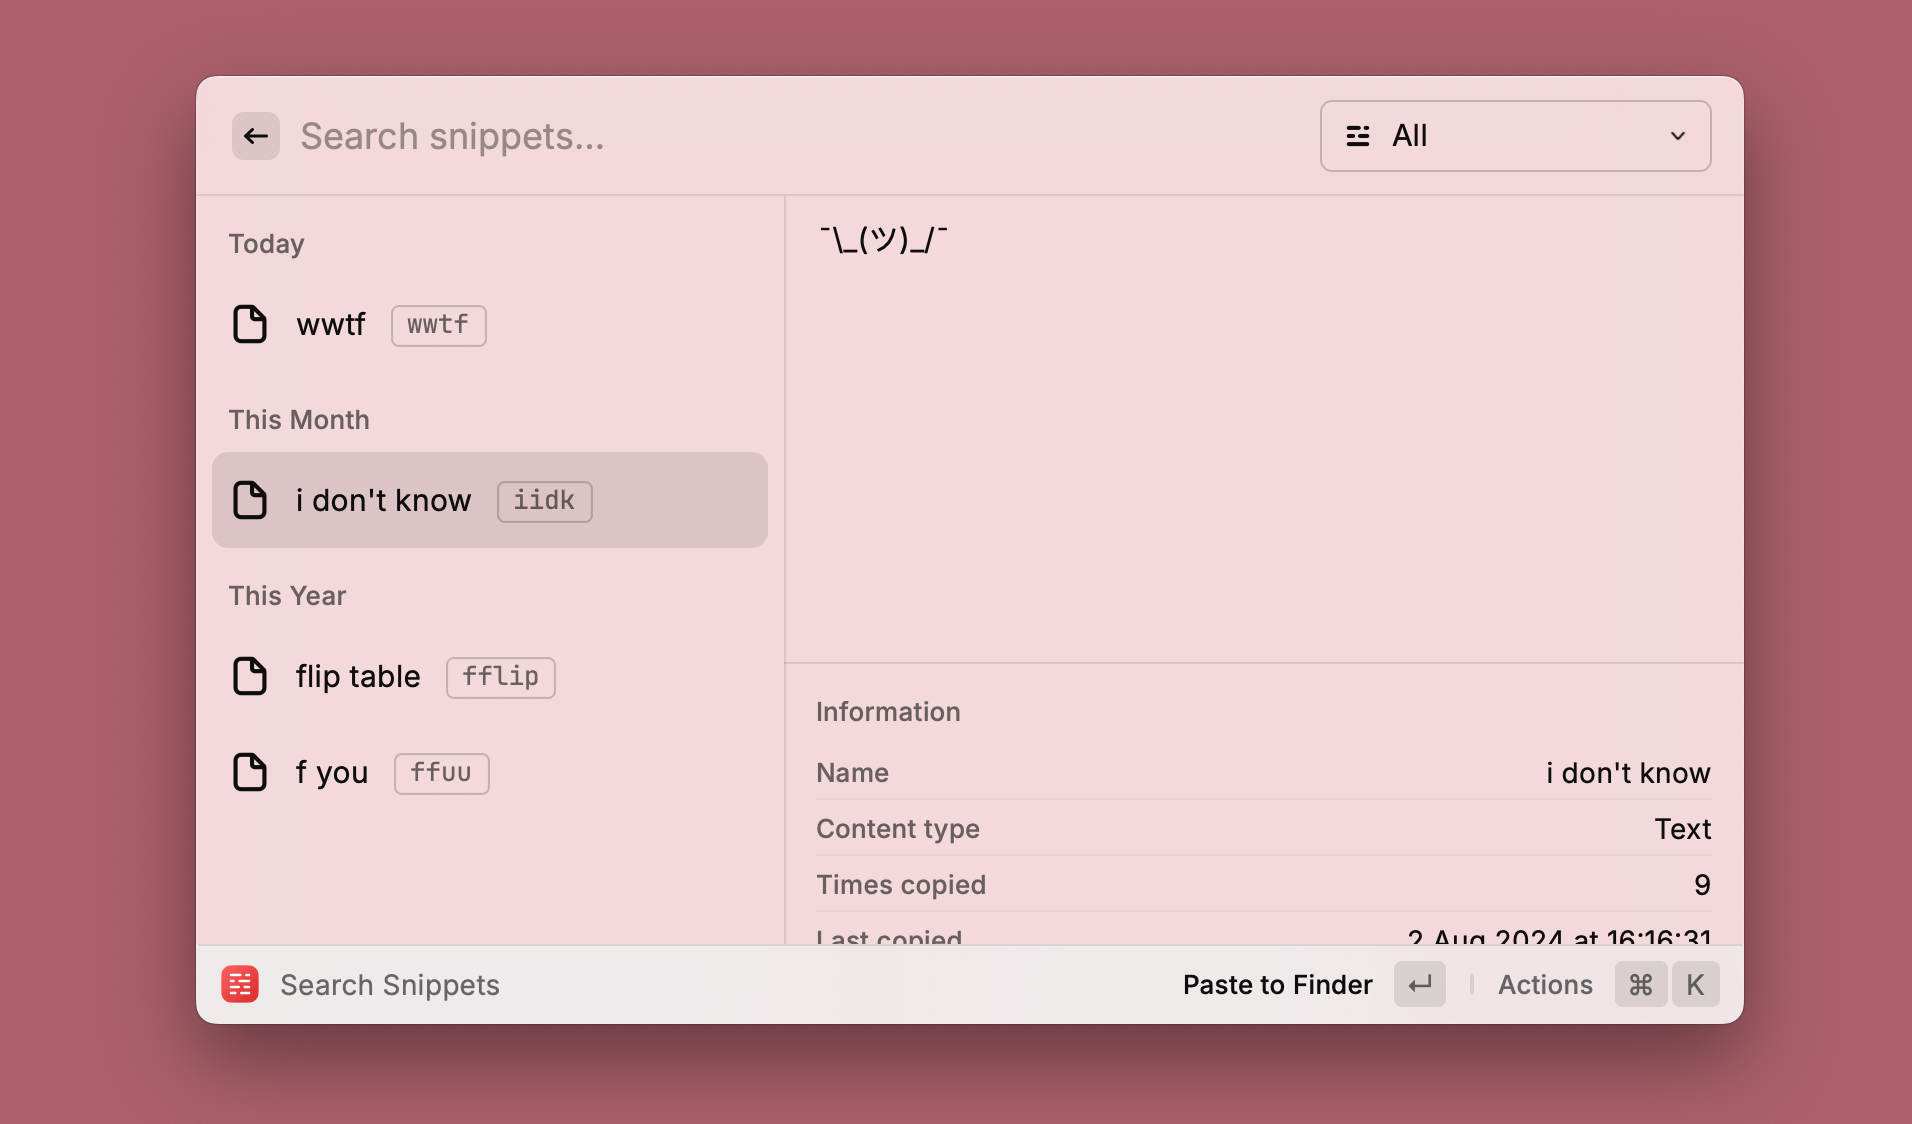 Search snippets...
All
Today
wwtf wwtf
This Month
i don't know iidk
This Year
flip table fflip
f you ffuu
¯\_(ツ)_/¯
Information
Name i don't know
Content type Text
Times copied 9
Last copied 2 Aug 2024 at 16:16:31
Search Snippets
Paste to Finder ↵ Actions ⌘ K